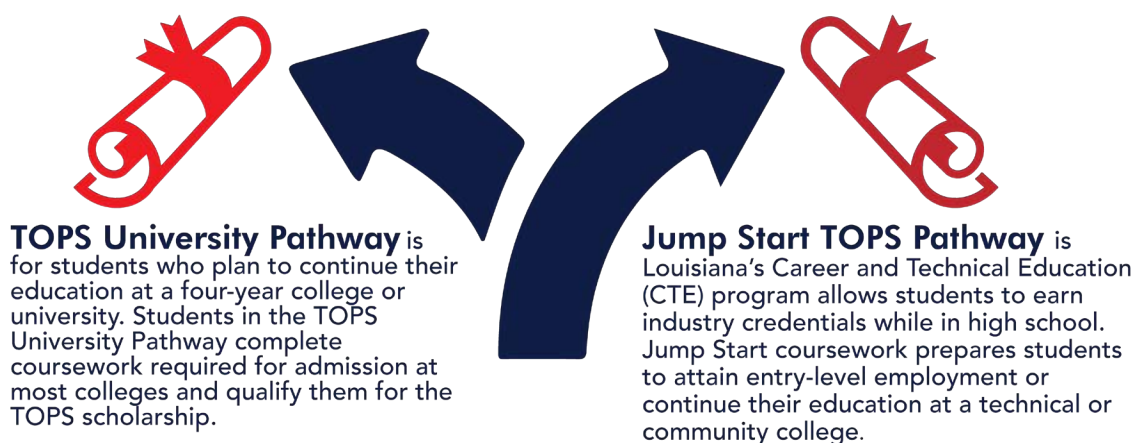 TOPS University Pathway is
for students who plan to continue their
education at a four-year college or
university. Students in the TOPS
University Pathway complete
coursework required for admission at
most colleges and qualify them for the
TOPS scholarship.
Jump Start TOPS Pathway is
Louisiana’s Career and Technical Education
(CTE) program allows students to earn
industry credentials while in high school.
Jump Start coursework prepares students
to attain entry-level employment or
continue their education at a technical or
community college.